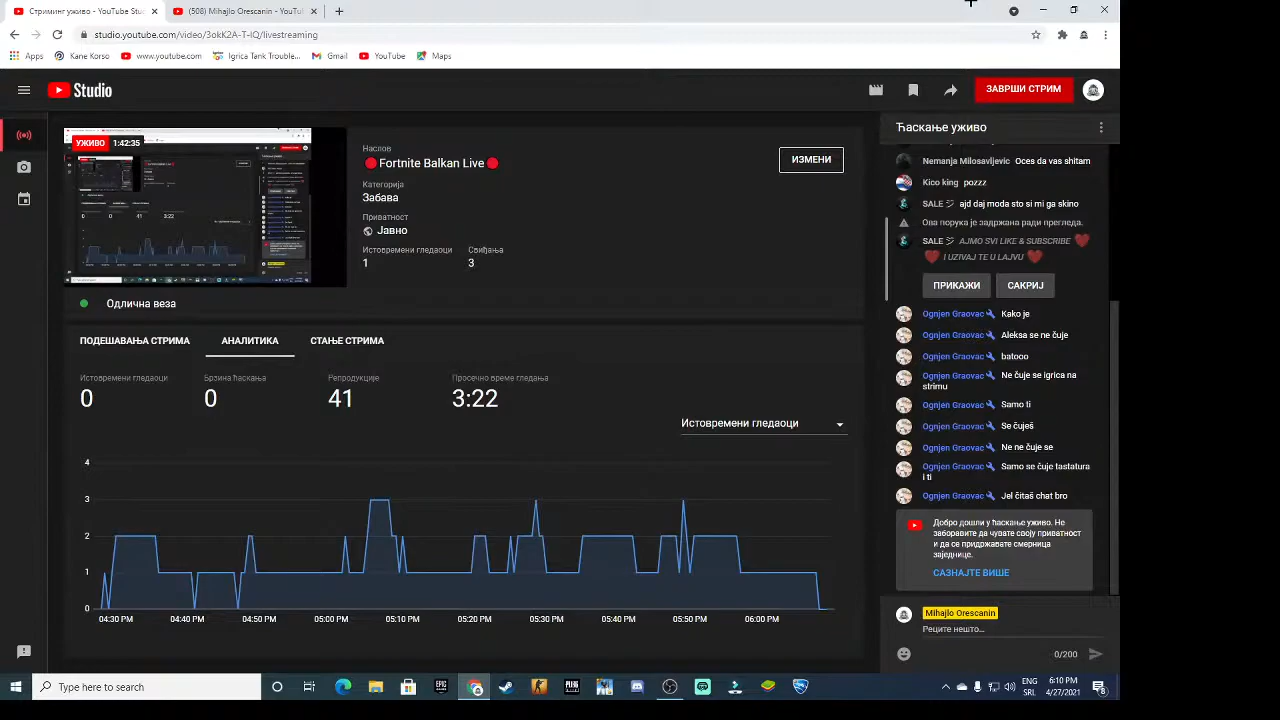 Стриминг уживо - YouTube Stud
(508) Mihajlo Orescanin - YouTu
studio.youtube.com/video/3okK2A-T-iQ/livestreaming
Apps
Kane Korso
www.youtube.com
Igrica Tank Trouble...
Gmail
YouTube
Maps
Studio
ЗАВРШИ СТРИМ
УЖИВО
1:42:35
Наслов
Fortnite Balkan Live
ИЗМЕНИ
Категорија
Забава
Приватност
Јавно
Истовремени гледаоци
Свиђања
1
3
Одлична веза
ПОДЕШАВАЊА СТРИМА
АНАЛИТИКА
СТАЊЕ СТРИМА
Истовремени гледаоци
Брзина ћаскања
Репродукције
Просечно време гледања
0
0
41
3:22
Истовремени гледаоци
4
3
2
1
0
04:30 PM
04:40 PM
04:50 PM
05:00 PM
05:10 PM
05:20 PM
05:30 PM
05:40 PM
05:50 PM
06:00 PM
Ћаскање уживо
Nemanja Milosavljevic Oces da vas shitam
Kico king pozzz
SALE ジ ajd daj moda sto si mi ga skino
Ова порука је задржана ради прегледа.
SALE ジ AJMO SVI LIKE & SUBSCRIBE
I UZIVAJ TE U LAJVU
ПРИКАЖИ
САКРИЈ
Ognjen Graovac Kako je
Ognjen Graovac Aleksa se ne čuje
Ognjen Graovac batooo
Ognjen Graovac Ne čuje se igrica na
strimu
Ognjen Graovac Samo ti
Ognjen Graovac Se čuješ
Ognjen Graovac Ne ne čuje se
Ognjen Graovac Samo se čuje tastatura
i ti
Ognjen Graovac Jel čitaš chat bro
Добро дошли у ћаскање уживо. Не
заборавите да чувате своју приватност
и да се придржавате смерница
заједнице.
САЗНАЈТЕ ВИШЕ
Mihajlo Orescanin
Реците нешто...
0/200
Type here to search
ENG
SRL
6:10 PM
4/27/2021